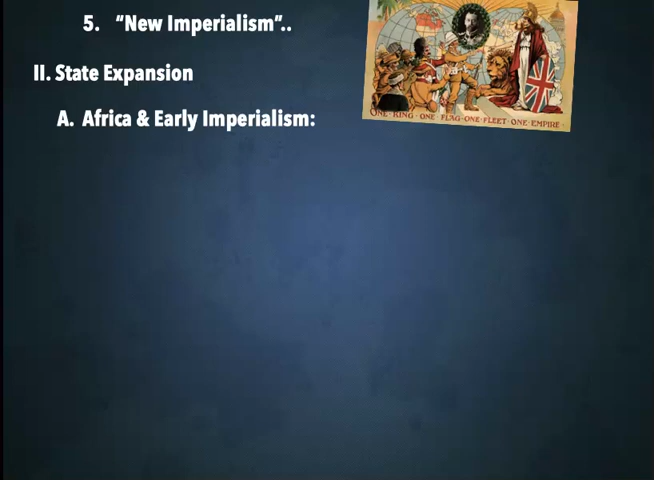 5. “New Imperialism”..
II. State Expansion
A. Africa & Early Imperialism:
ONE·KING·ONE·FLAG·ONE·FLEET·ONE·EMPIRE·